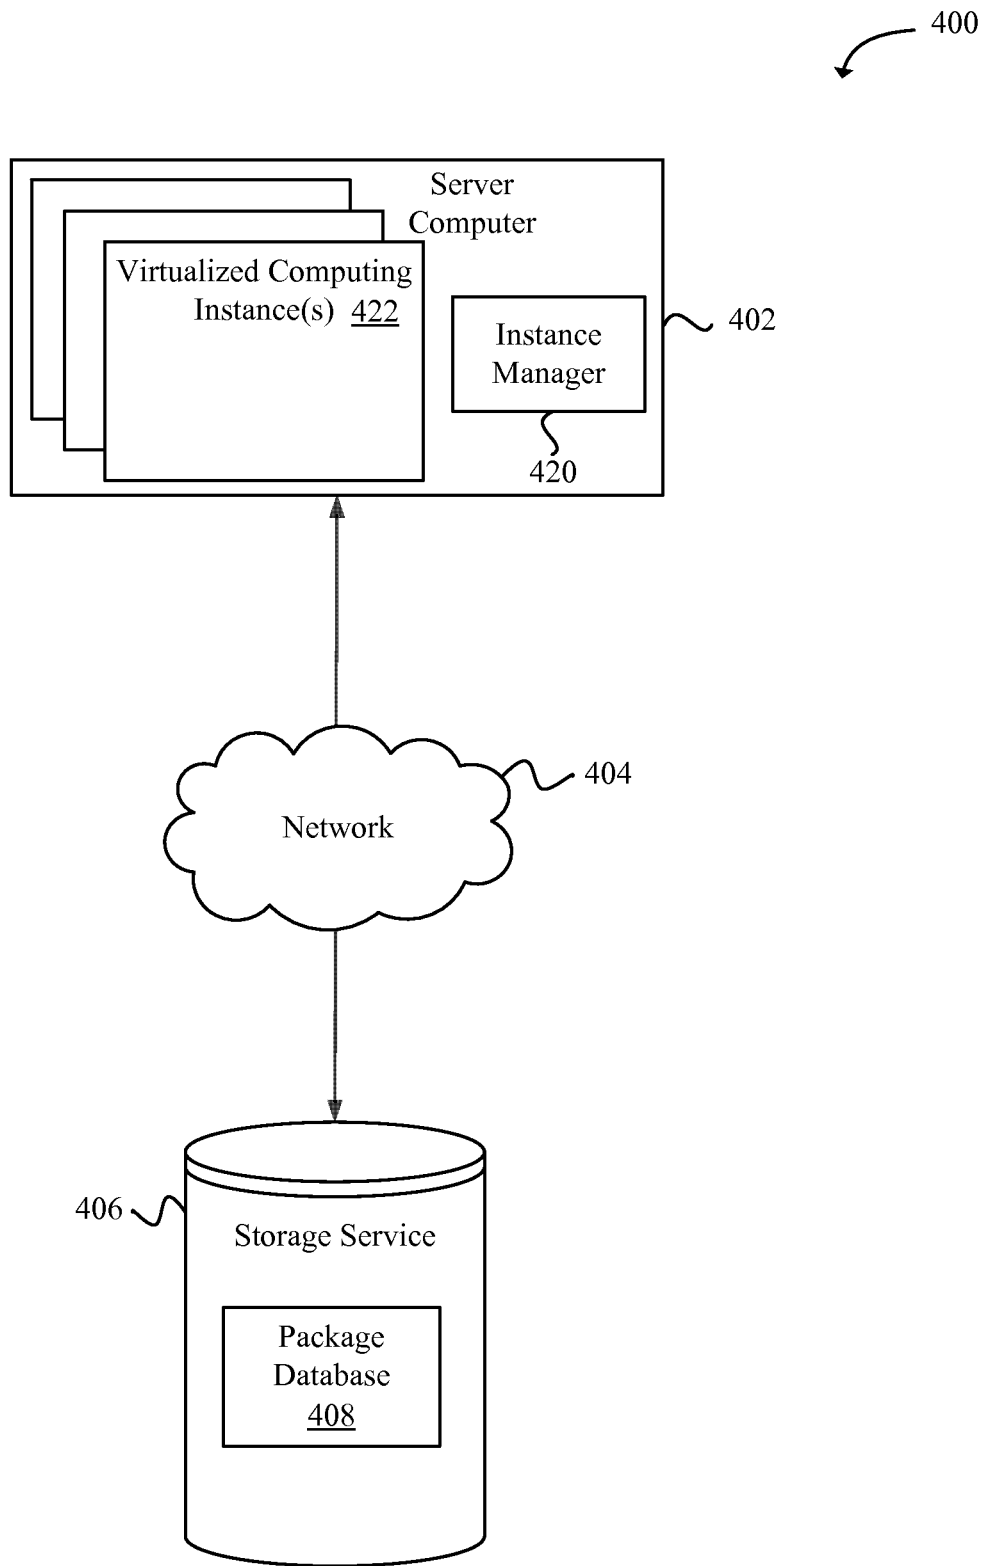 400
Server
Computer
Virtualized Computing
Instance(s) 422
Instance
Manager
402
420
404
Network
406
Storage Service
Package
Database
408